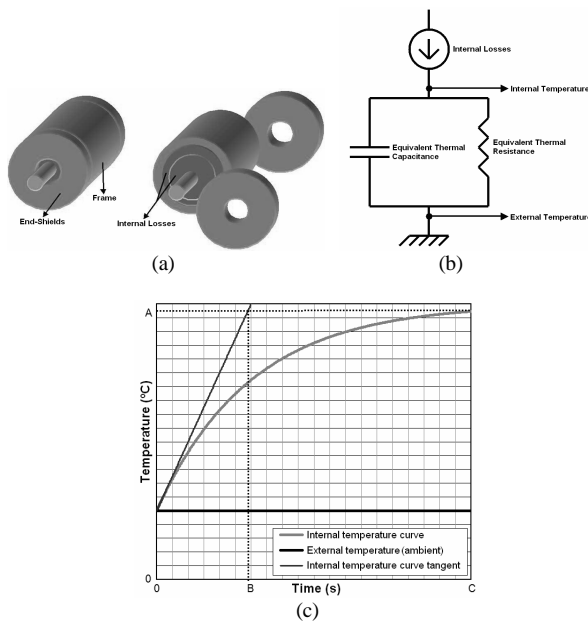 End-Shields
Frame
Internal Losses
(a)
Internal Losses
Internal Temperature
Equivalent Thermal
Capacitance
Equivalent Thermal
Resistance
External Temperature
(b)
A
Temperature (ºC)
0
Internal temperature curve
External temperature (ambient)
Internal temperature curve tangent
0
B
Time (s)
C
(c)